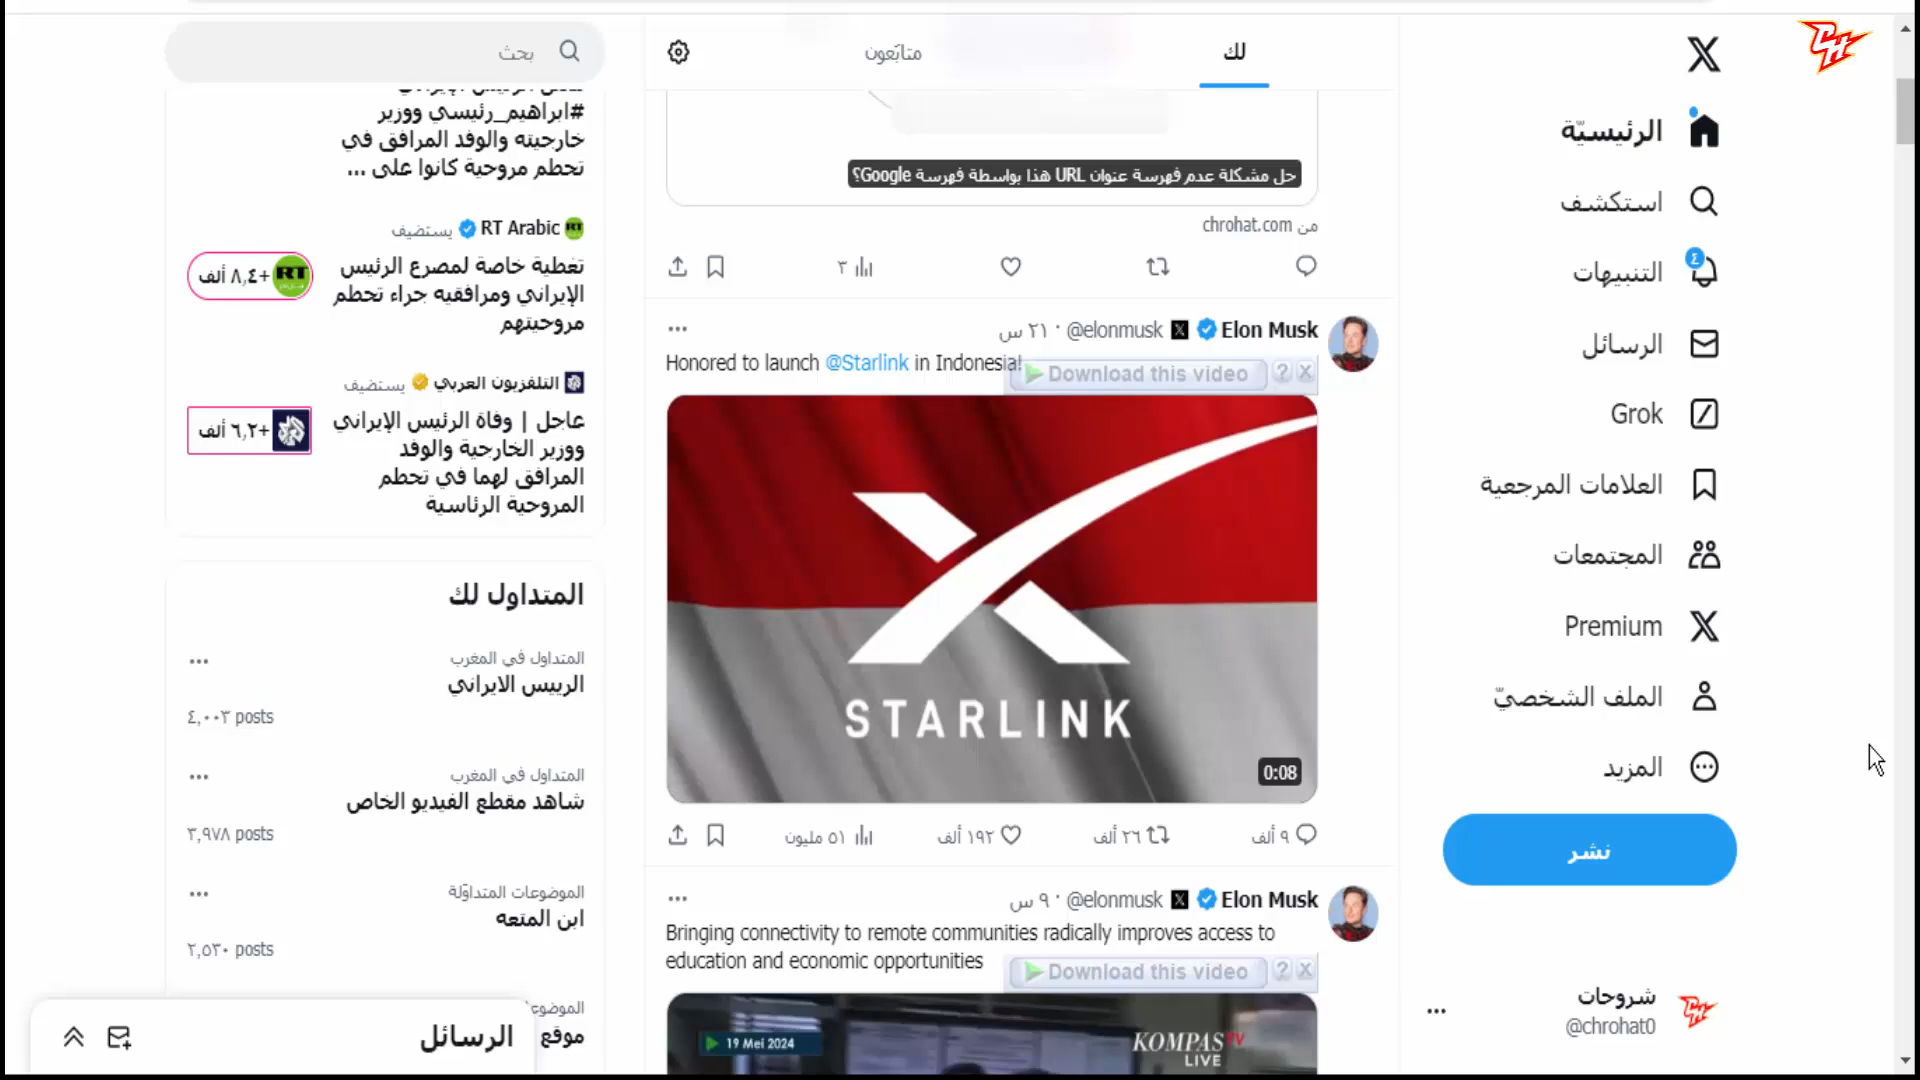 الرئيسيّة
استكشف
٤
التنبيهات
الرسائل
Grok
العلامات المرجعية
المجتمعات
Premium
الملف الشخصيّ
المزيد
نشر
شروحات
@chrohat0
CH
لك
متابَعون
حل مشكلة عدم فهرسة عنوان URL هذا بواسطة فهرسة Google؟
من chrohat.com
٣
Elon Musk @elonmusk · ٢١ س
Honored to launch @Starlink in Indonesia!
Download this video ? X
STARLINK
0:08
٩ ألف
٢٦ ألف
١٩٢ ألف
٥١ مليون
Elon Musk @elonmusk · ٩ س
Bringing connectivity to remote communities radically improves access to
education and economic opportunities
Download this video ? X
19 Mei 2024
KOMPAS TV
LIVE
بحث
#ابراهيم_رئيسي ووزير
خارجيته والوفد المرافق في
تحطم مروحية كانوا على ...
RT Arabic يستضيف
تغطية خاصة لمصرع الرئيس
الإيراني ومرافقيه جراء تحطم
مروحيتهم
RT
+٨,٤ ألف
التلفزيون العربي يستضيف
عاجل | وفاة الرئيس الإيراني
ووزير الخارجية والوفد
المرافق لهما في تحطم
المروحية الرئاسية
+٦,٢ ألف
المتداول لك
المتداول في المغرب
الرييس الايراني
٤,٠٠٣ posts
المتداول في المغرب
شاهد مقطع الفيديو الخاص
٣,٩٧٨ posts
الموضوعات المتداوَلة
ابن المتعه
٢,٥٣٠ posts
موقع
الرسائل